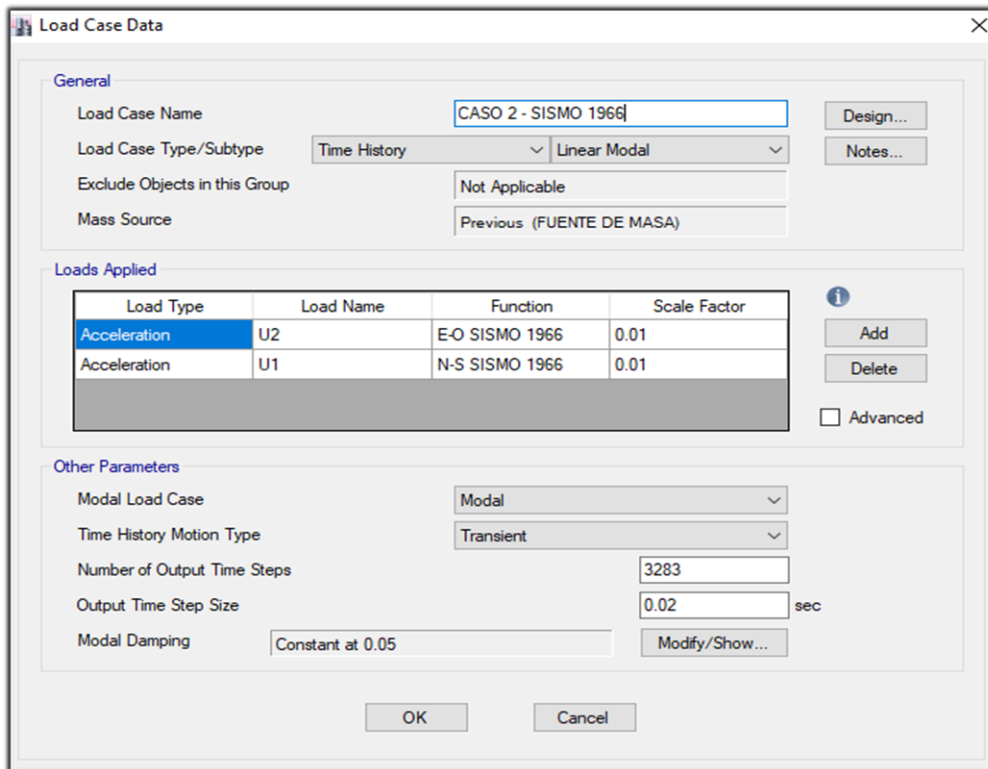 Load Case Data
General
Load Case Name CASO 2 - SISMO 1966 Design...
Load Case Type/Subtype Time History Linear Modal Notes...
Exclude Objects in this Group Not Applicable
Mass Source Previous (FUENTE DE MASA)
Loads Applied
Load Type Load Name Function Scale Factor
Acceleration U2 E-O SISMO 1966 0.01 Add
Acceleration U1 N-S SISMO 1966 0.01 Delete
Advanced
Other Parameters
Modal Load Case Modal
Time History Motion Type Transient
Number of Output Time Steps 3283
Output Time Step Size 0.02 sec
Modal Damping Constant at 0.05 Modify/Show...
OK Cancel